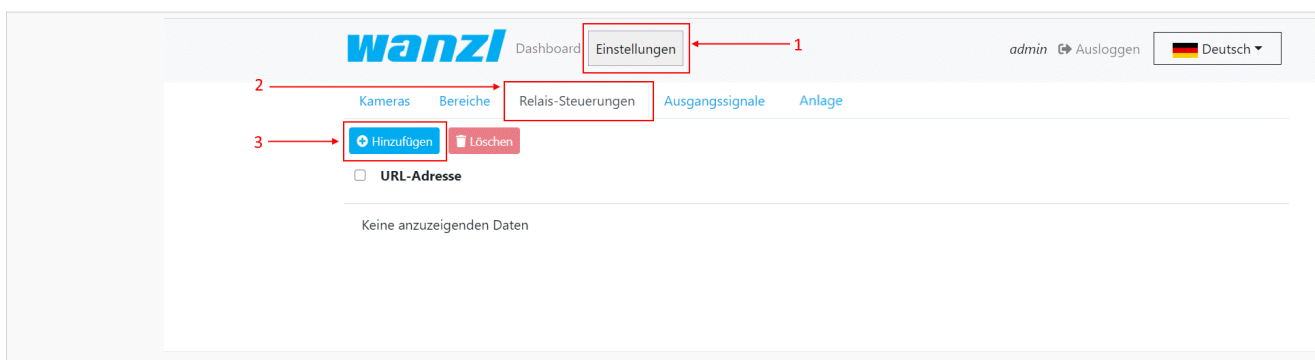 wanzl Dashboard Einstellungen 1 admin Ausloggen Deutsch
2
Kameras Bereiche Relais-Steuerungen Ausgangssignale Anlage
3 Hinzufügen Löschen
URL-Adresse
Keine anzuzeigenden Daten